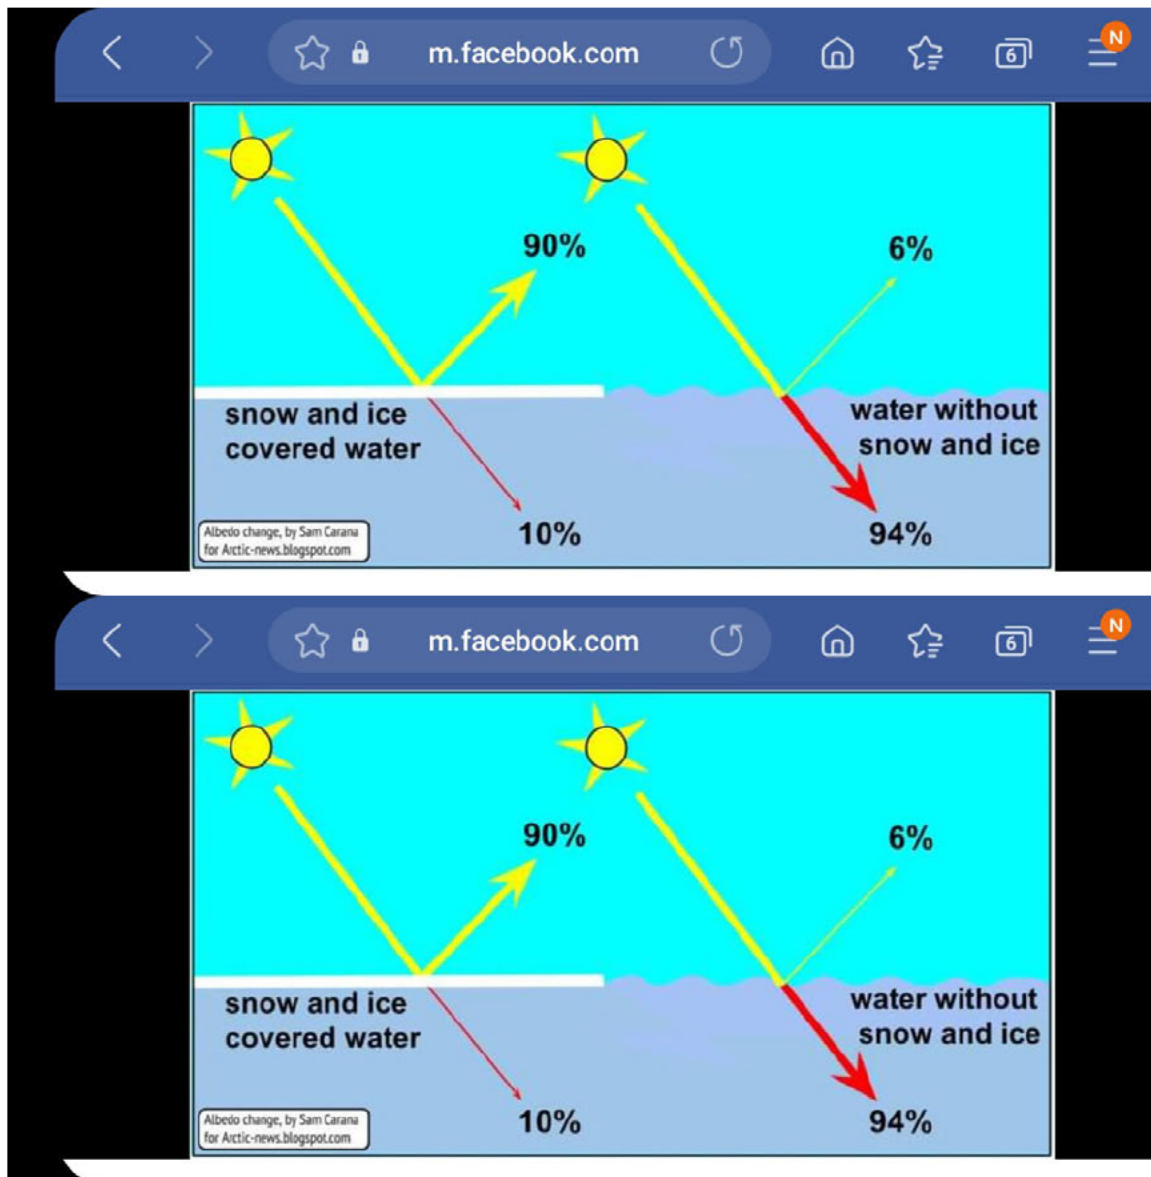 m.facebook.com
6
N
90%
6%
snow and ice
covered water
water without
snow and ice
10%
94%
Albedo change, by Sam Carana
for Arctic-news.blogspot.com
m.facebook.com
6
N
90%
6%
snow and ice
covered water
water without
snow and ice
10%
94%
Albedo change, by Sam Carana
for Arctic-news.blogspot.com